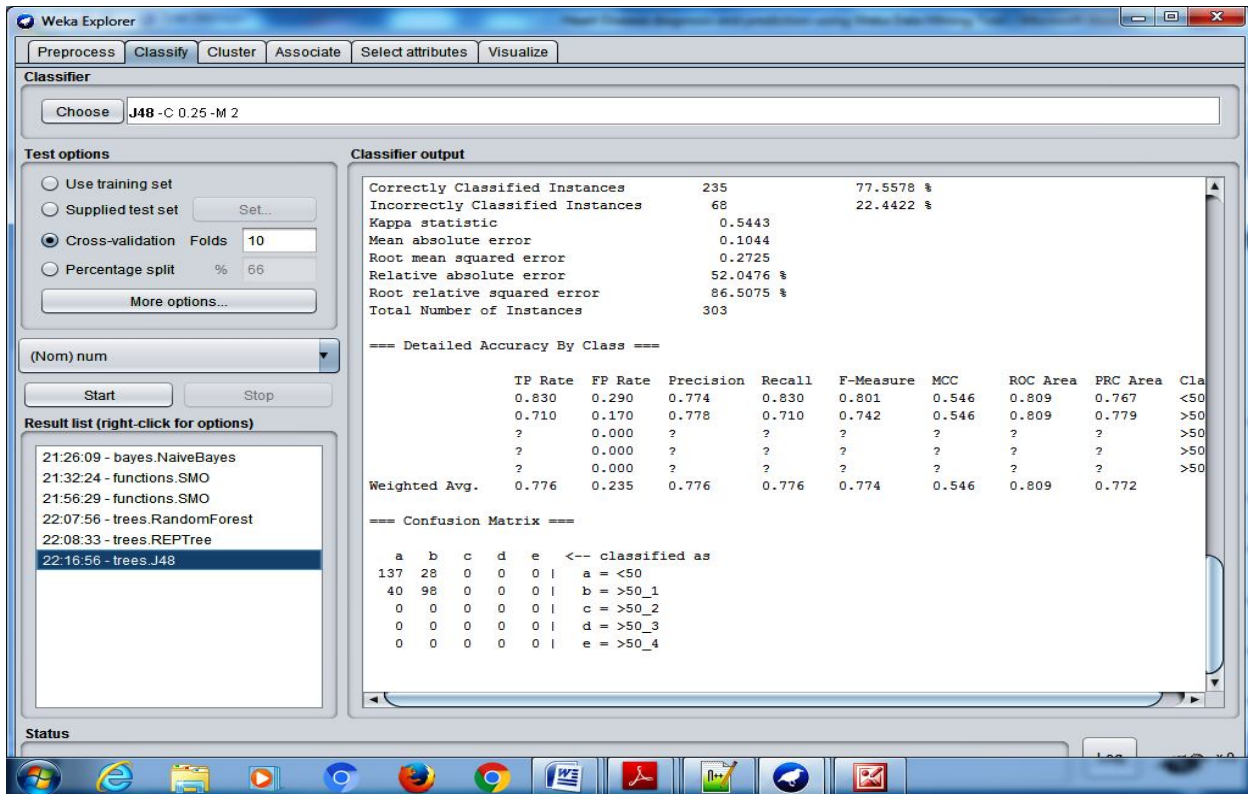 Weka Explorer
Heart Disease diagnosis and prediction using Weka Data Mining
Preprocess Classify Cluster Associate Select attributes Visualize
Classifier
Choose J48 -C 0.25 -M 2
Test options
Use training set
Supplied test set Set...
Cross-validation Folds 10
Percentage split % 66
More options...
(Nom) num
Start Stop
Result list (right-click for options)
21:26:09 - bayes.NaiveBayes
21:32:24 - functions.SMO
21:56:29 - functions.SMO
22:07:56 - trees.RandomForest
22:08:33 - trees.REPTree
22:16:56 - trees.J48
Classifier output
Correctly Classified Instances 235 77.5578 %
Incorrectly Classified Instances 68 22.4422 %
Kappa statistic 0.5443
Mean absolute error 0.1044
Root mean squared error 0.2725
Relative absolute error 52.0476 %
Root relative squared error 86.5075 %
Total Number of Instances 303
=== Detailed Accuracy By Class ===
TP Rate FP Rate Precision Recall F-Measure MCC ROC Area PRC Area Cla
0.830 0.290 0.774 0.830 0.801 0.546 0.809 0.767 <50
0.710 0.170 0.778 0.710 0.742 0.546 0.809 0.779 >50
? 0.000 ? ? ? ? ? ? >50
? 0.000 ? ? ? ? ? ? >50
? 0.000 ? ? ? ? ? ? >50
Weighted Avg. 0.776 0.235 0.776 0.776 0.774 0.546 0.809 0.772
=== Confusion Matrix ===
a b c d e <-- classified as
137 28 0 0 0 | a = <50
40 98 0 0 0 | b = >50_1
0 0 0 0 0 | c = >50_2
0 0 0 0 0 | d = >50_3
0 0 0 0 0 | e = >50_4
Status
Log